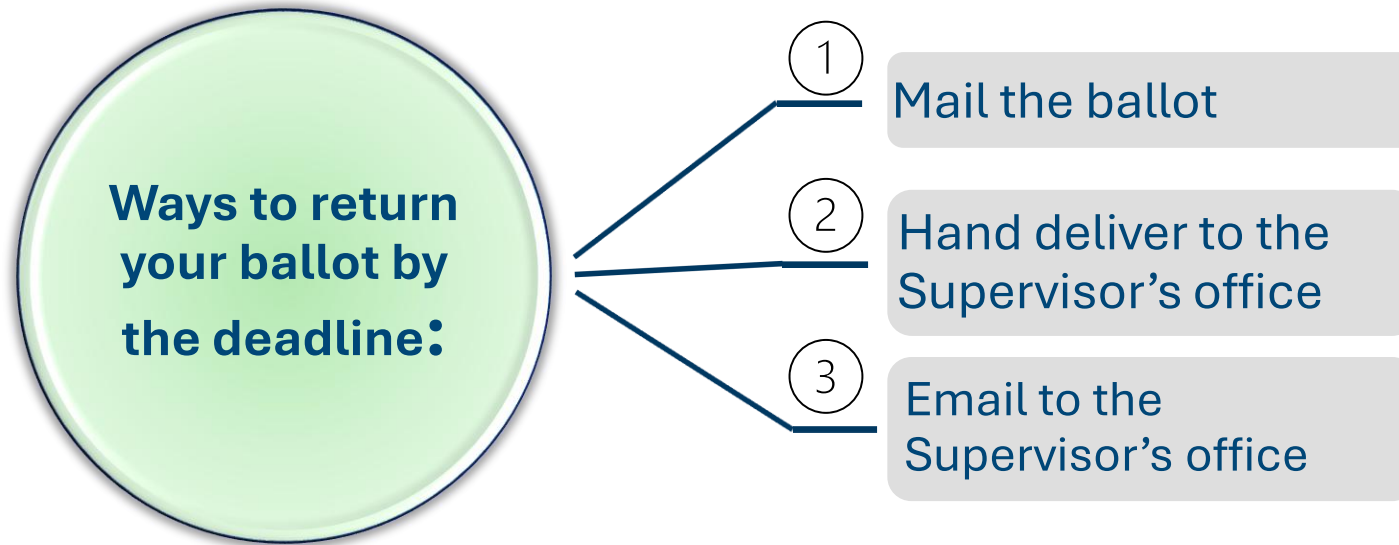 Ways to return
your ballot by
the deadline:
1
Mail the ballot
2
Hand deliver to the
Supervisor’s office
3
Email to the
Supervisor’s office